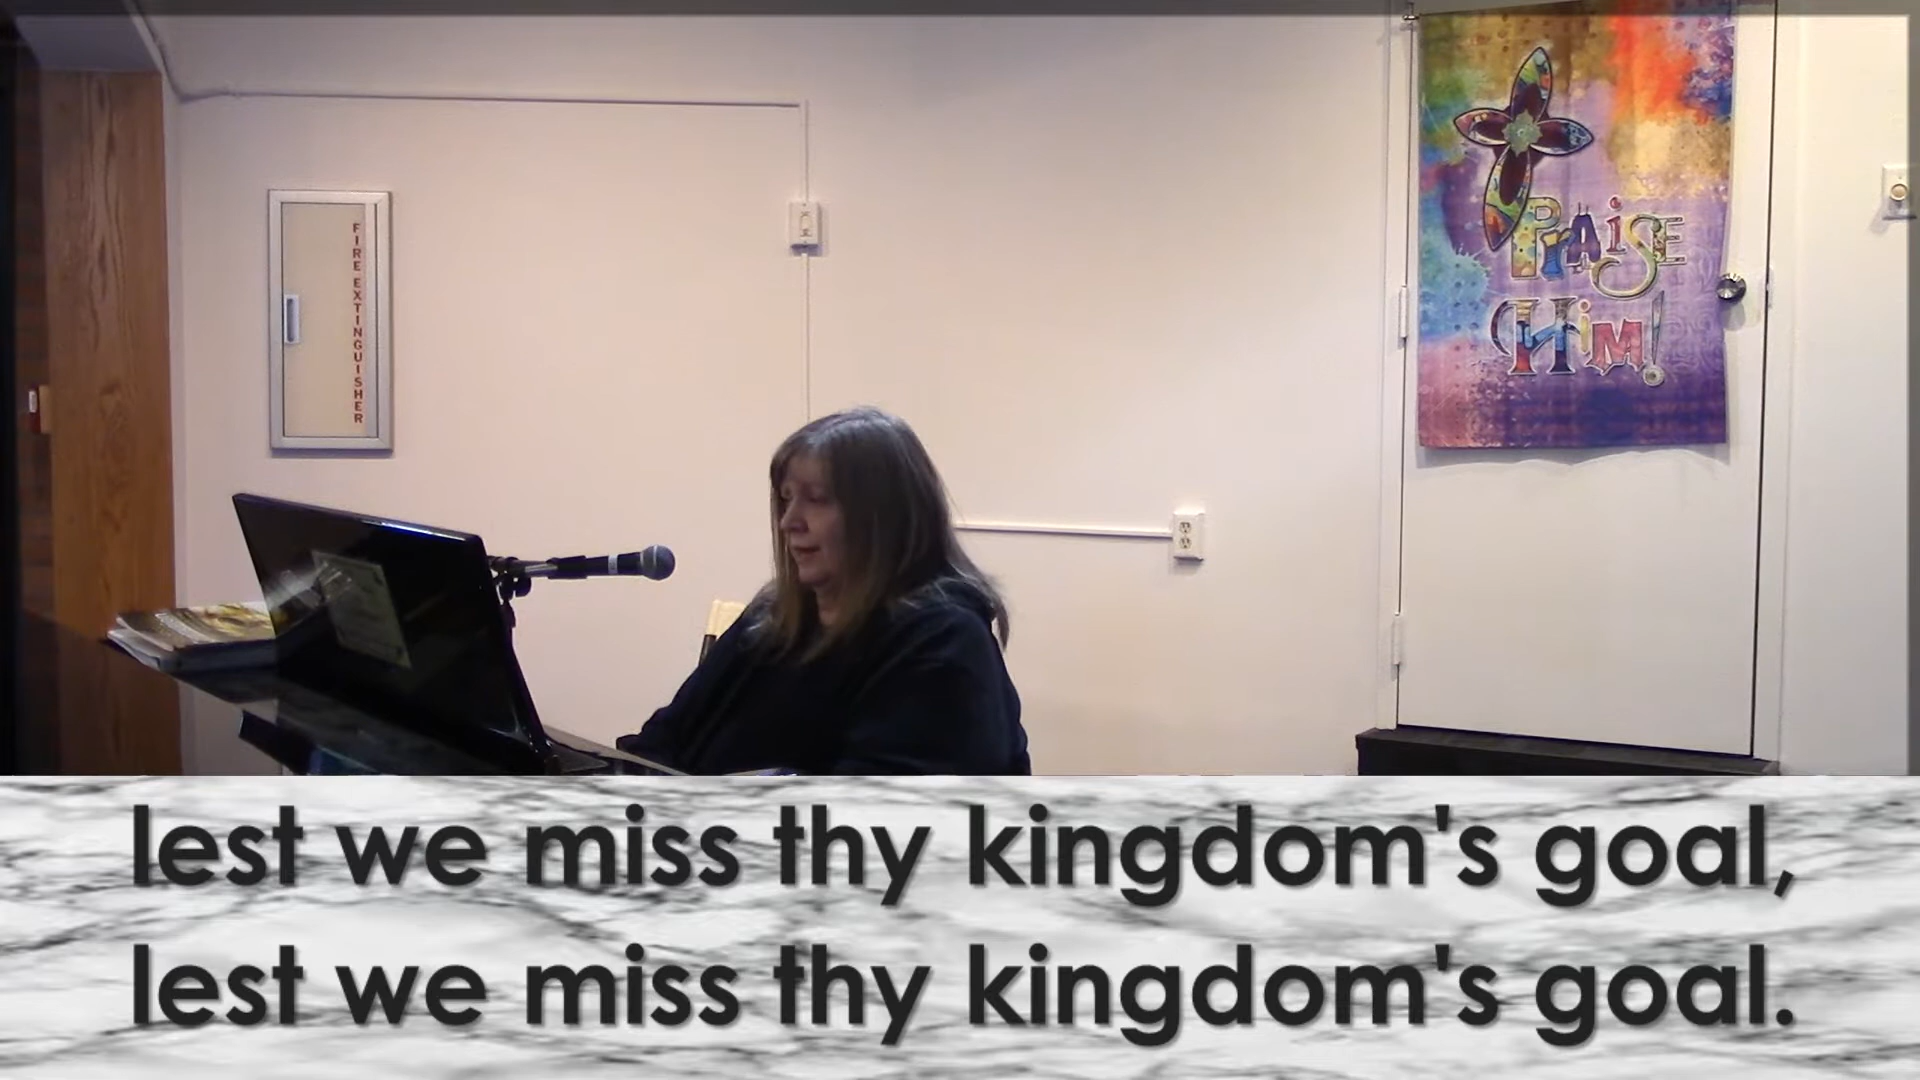 FIRE EXTINGUISHER
PRAiSE
HiM!
lest we miss thy kingdom's goal,
lest we miss thy kingdom's goal.